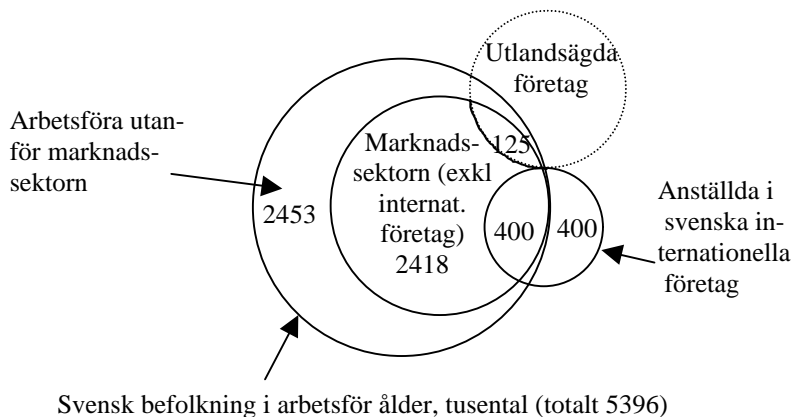 Utlandsägda
företag
Arbetsföra utan-
för marknads-
sektorn
Marknads-
sektorn (exkl
internat.
företag)
2418
125
2453
400
400
Anställda i
svenska in-
ternationella
företag
Svensk befolkning i arbetsför ålder, tusental (totalt 5396)